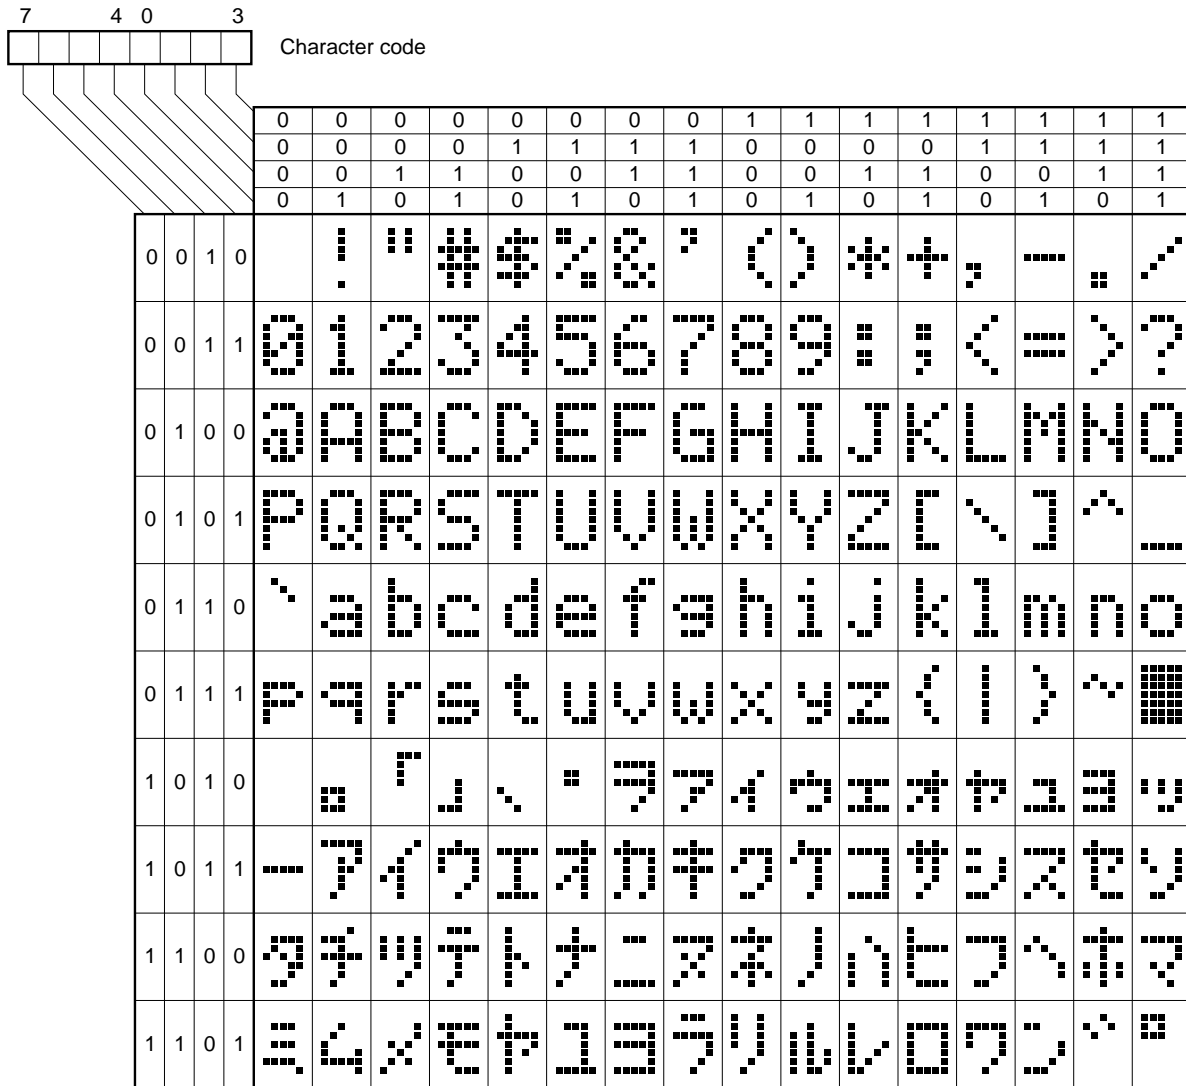 7 4 0 3
Character code
0 0 0 0 0 0 0 0 1 1 1 1 1 1 1 1
0 0 0 0 1 1 1 1 0 0 0 0 1 1 1 1
0 0 1 1 0 0 1 1 0 0 1 1 0 0 1 1
0 1 0 1 0 1 0 1 0 1 0 1 0 1 0 1
0 0 1 0 ! " # $ % & ' ( ) * + , - . /
0 0 1 1 0 1 2 3 4 5 6 7 8 9 : ; < = > ?
0 1 0 0 @ A B C D E F G H I J K L M N O
0 1 0 1 P Q R S T U V W X Y Z [ \ ] ^ _
0 1 1 0 ` a b c d e f g h i j k l m n o
0 1 1 1 p q r s t u v w x y z { | } ~
1 0 1 0 。 「 」 、 ・ ヲ ァ ィ ゥ ェ ォ ャ ュ ョ ッ
1 0 1 1 ー ア イ ウ エ オ カ キ ク ケ コ サ シ ス セ ソ
1 1 0 0 タ チ ツ テ ト ナ ニ ヌ ネ ノ ハ ヒ フ ヘ ホ マ
1 1 0 1 ミ ム メ モ ヤ ユ ヨ ラ リ ル レ ロ ワ ン ゛ ゜